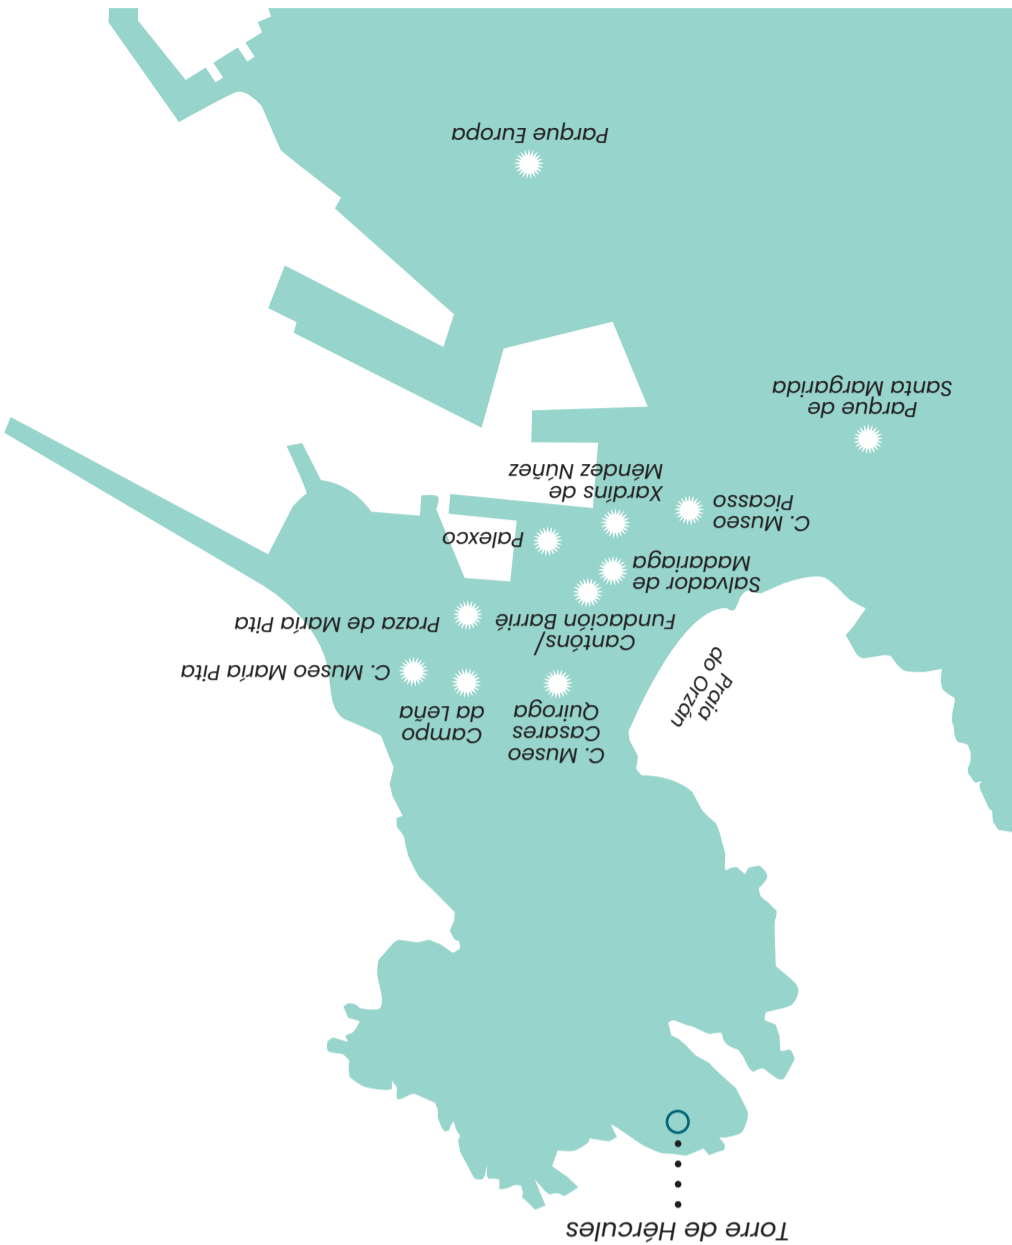 Torre de Hércules
C. Museo
Casares
Quiroga
Campo
da Leña
C. Museo María Pita
Praia
do Orzán
Cantóns/
Fundación Barrié
Praza de María Pita
Salvador de
Madariaga
Palexco
C. Museo
Picasso
Xardíns de
Méndez Núñez
Parque de
Santa Margarida
Parque Europa